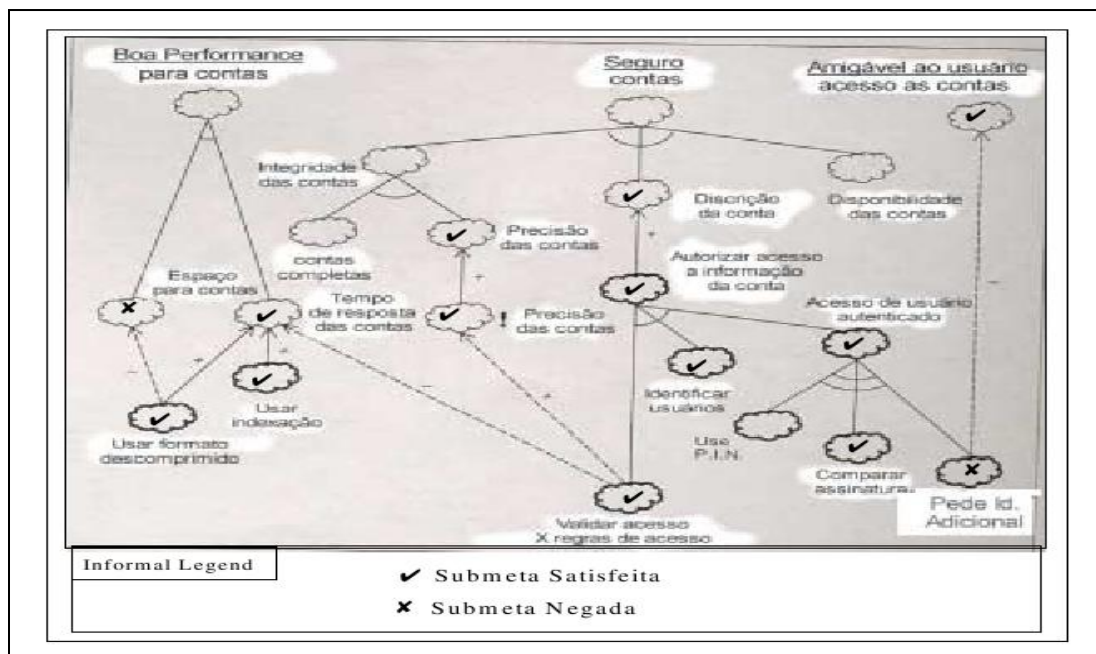 Boa Performance
para contas
Seguro
contas
Amigável ao usuário
acesso as contas
Integridade
das contas
Discrição
da conta
Disponibilidade
das contas
contas
completas
Precisão
das contas
Autorizar acesso
a informação
da conta
Espaço
para contas
Tempo
de resposta
das contas
! Precisão
das contas
Acesso de usuário
autenticado
Usar
indexação
Identificar
usuários
Usar formato
descomprimido
Use
P.I.N.
Comparar
assinatura
Pede Id.
Adicional
Validar acesso
X regras de acesso
Informal Legend
✔ Submeta Satisfeita
✘ Submeta Negada